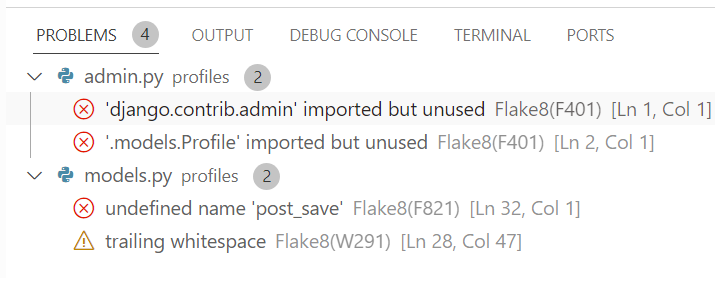 PROBLEMS 4 OUTPUT DEBUG CONSOLE TERMINAL PORTS
admin.py profiles 2
'django.contrib.admin' imported but unused Flake8(F401) [Ln 1, Col 1]
'.models.Profile' imported but unused Flake8(F401) [Ln 2, Col 1]
models.py profiles 2
undefined name 'post_save' Flake8(F821) [Ln 32, Col 1]
trailing whitespace Flake8(W291) [Ln 28, Col 47]